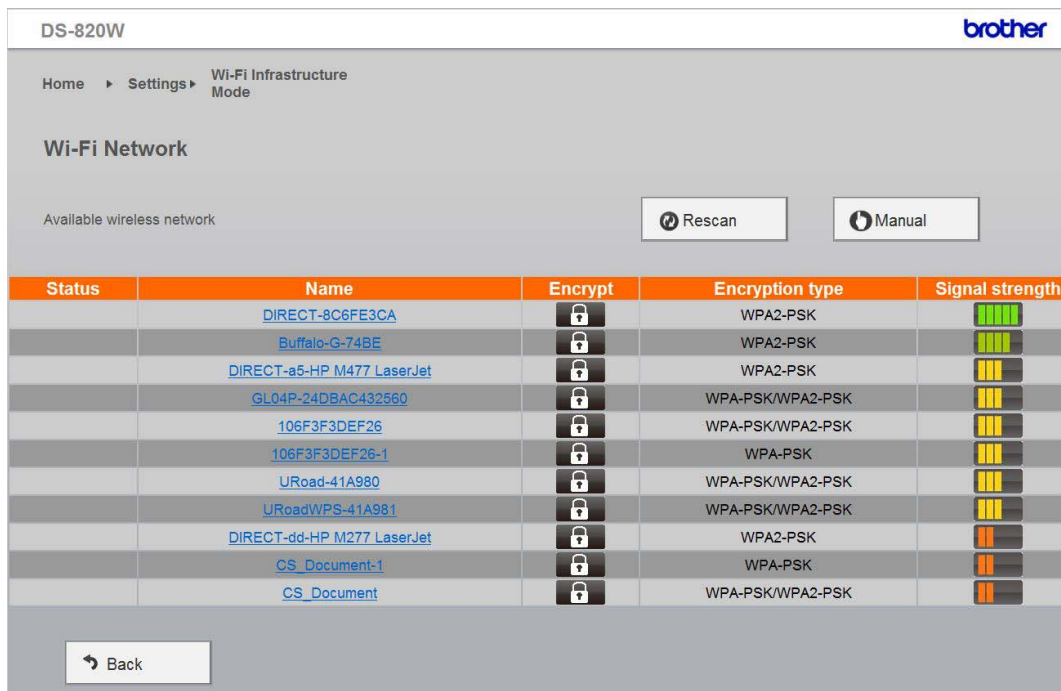 DS-820W brother
Home Settings Wi-Fi Infrastructure
Mode
Wi-Fi Network
Available wireless network Rescan Manual
Status Name Encrypt Encryption type Signal strength
DIRECT-8C6FE3CA WPA2-PSK
Buffalo-G-74BE WPA2-PSK
DIRECT-a5-HP M477 LaserJet WPA2-PSK
GL04P-24DBAC432560 WPA-PSK/WPA2-PSK
106F3F3DEF26 WPA-PSK/WPA2-PSK
106F3F3DEF26-1 WPA-PSK
URoad-41A980 WPA-PSK/WPA2-PSK
URoadWPS-41A981 WPA-PSK/WPA2-PSK
DIRECT-dd-HP M277 LaserJet WPA2-PSK
CS_Document-1 WPA-PSK
CS_Document WPA-PSK/WPA2-PSK
Back